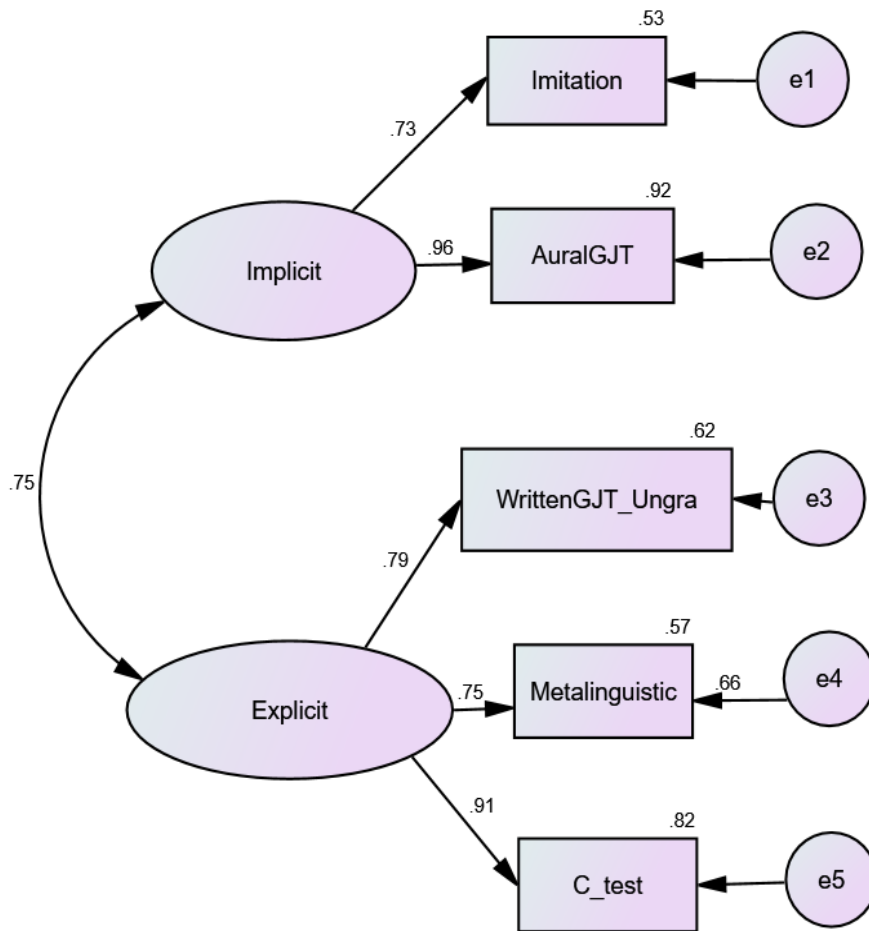 .53
Imitation
e1
.73
.92
.96
AuralGJT
e2
Implicit
.62
.75
WrittenGJT_Ungra
e3
.79
.57
Explicit
.75
Metalinguistic
.66
e4
.91
.82
C_test
e5